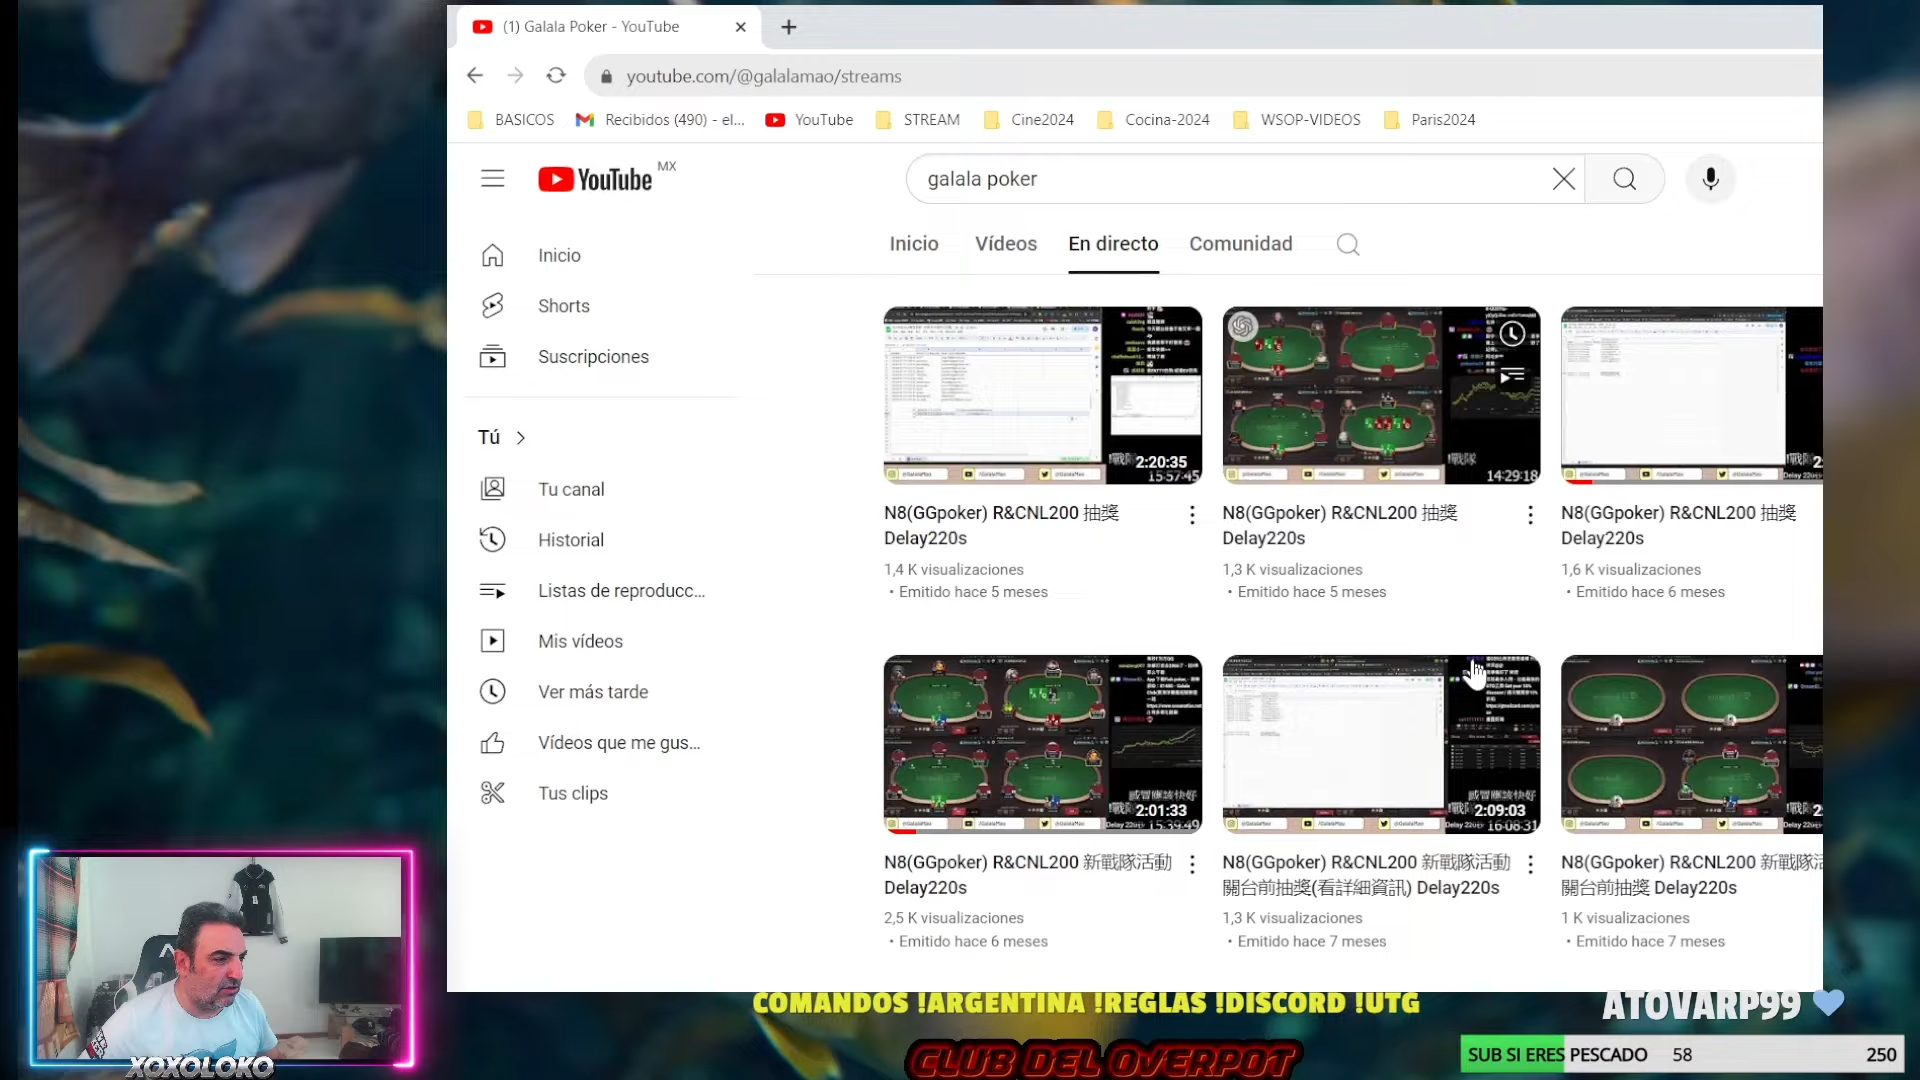 (1) Galala Poker - YouTube
youtube.com/@galalamao/streams
BASICOS
Recibidos (490) - el...
YouTube
STREAM
Cine2024
Cocina-2024
WSOP-VIDEOS
Paris2024
YouTube MX
galala poker
Inicio
Vídeos
En directo
Comunidad
Inicio
Shorts
Suscripciones
Tú
Tu canal
Historial
Listas de reproducc...
Mis vídeos
Ver más tarde
Vídeos que me gus...
Tus clips
2:20:35
15:57:45
14:29:18
N8(GGpoker) R&CNL200 抽獎
Delay220s
1,4 K visualizaciones
• Emitido hace 5 meses
N8(GGpoker) R&CNL200 抽獎
Delay220s
1,3 K visualizaciones
• Emitido hace 5 meses
N8(GGpoker) R&CNL200 抽獎
Delay220s
1,6 K visualizaciones
• Emitido hace 6 meses
2:01:33
2:09:03
16:08:31
N8(GGpoker) R&CNL200 新戰隊活動
Delay220s
2,5 K visualizaciones
• Emitido hace 6 meses
N8(GGpoker) R&CNL200 新戰隊活動
關台前抽獎(看詳細資訊) Delay220s
1,3 K visualizaciones
• Emitido hace 7 meses
N8(GGpoker) R&CNL200 新戰隊活
關台前抽獎 Delay220s
1 K visualizaciones
• Emitido hace 7 meses
COMANDOS !ARGENTINA !REGLAS !DISCORD !UTG
ATOVARP99
CLUB DEL OVERPOT
SUB SI ERES PESCADO 58 250
XOXOLOKO